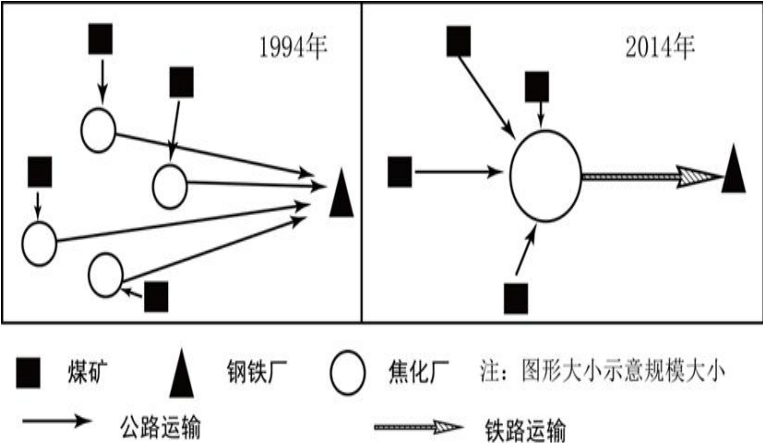 1994年
2014年
煤矿
钢铁厂
焦化厂
注：图形大小示意规模大小
公路运输
铁路运输